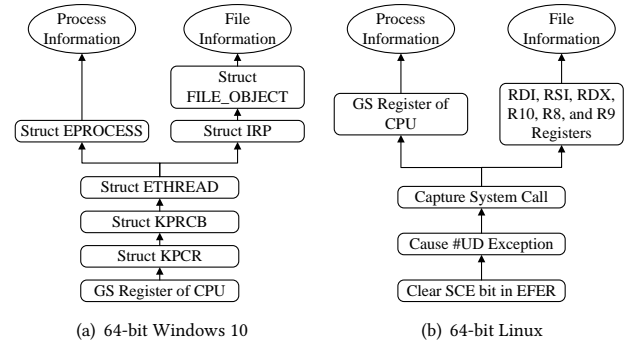 Process
Information
File
Information
Struct
FILE_OBJECT
Struct EPROCESS
Struct IRP
Struct ETHREAD
Struct KPRCB
Struct KPCR
GS Register of CPU
(a) 64-bit Windows 10
Process
Information
File
Information
GS Register of
CPU
RDI, RSI, RDX,
R10, R8, and R9
Registers
Capture System Call
Cause #UD Exception
Clear SCE bit in EFER
(b) 64-bit Linux